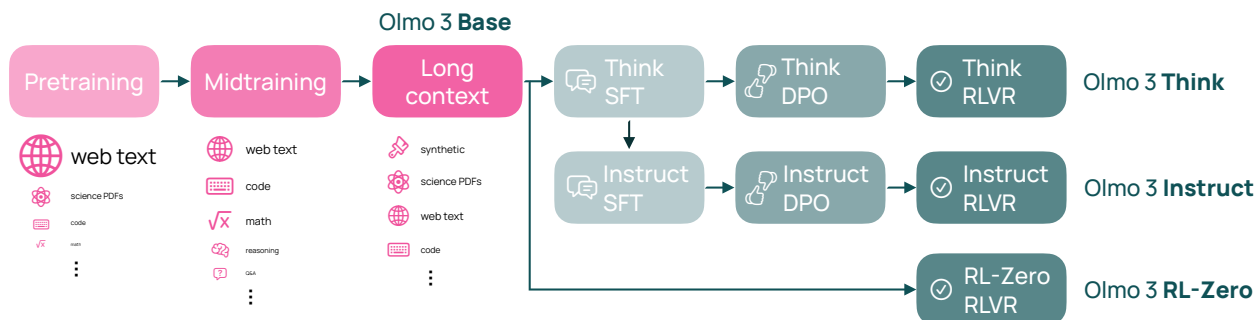 Olmo 3 Base
Pretraining
Midtraining
Long
context
Think
SFT
Think
DPO
Think
RLVR
Olmo 3 Think
web text
science PDFs
code
math
web text
code
math
reasoning
Q&A
synthetic
science PDFs
web text
code
Instruct
SFT
Instruct
DPO
Instruct
RLVR
Olmo 3 Instruct
RL-Zero
RLVR
Olmo 3 RL-Zero